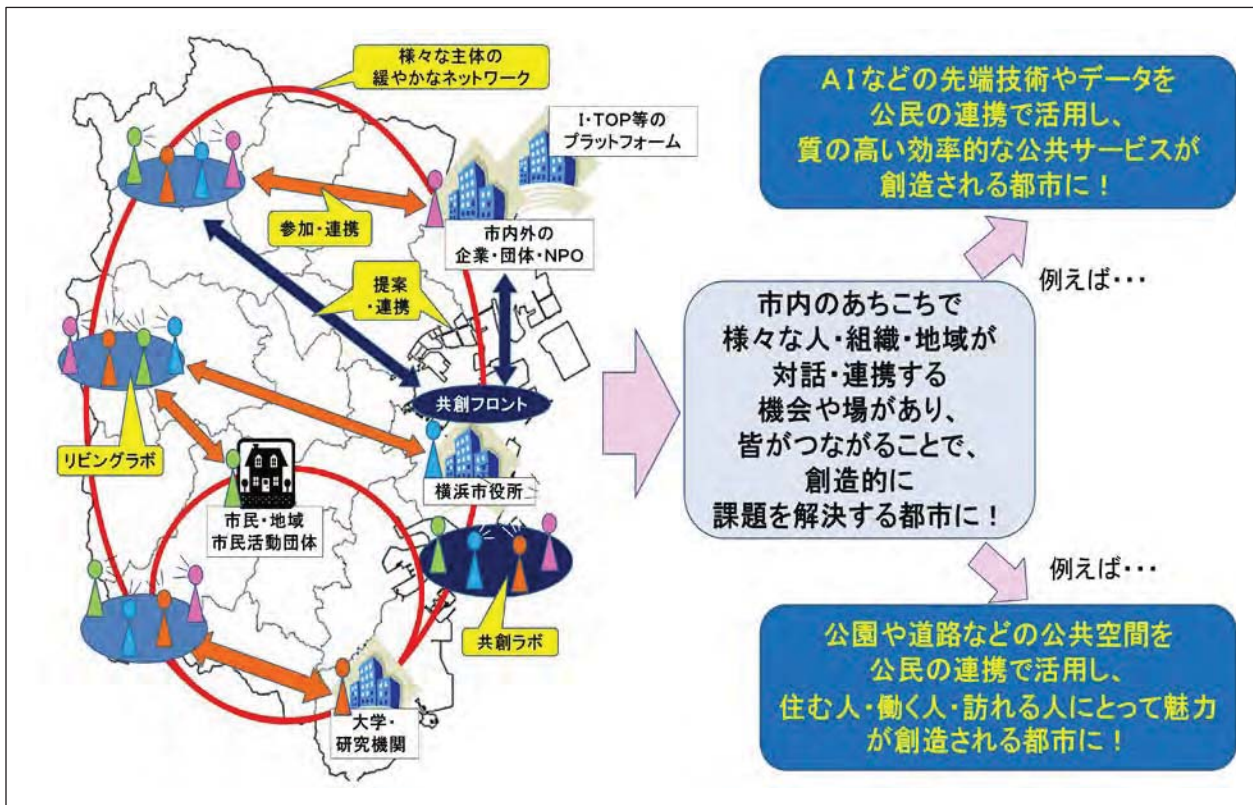 様々な主体の
緩やかなネットワーク
I・TOP等の
プラットフォーム
参加・連携
市内外の
企業・団体・NPO
提案
・連携
共創フロント
リビングラボ
横浜市役所
市民・地域
市民活動団体
共創ラボ
大学・
研究機関
AIなどの先端技術やデータを
公民の連携で活用し、
質の高い効率的な公共サービスが
創造される都市に！
例えば・・・
市内のあちこちで
様々な人・組織・地域が
対話・連携する
機会や場があり、
皆がつながることで、
創造的に
課題を解決する都市に！
例えば・・・
公園や道路などの公共空間を
公民の連携で活用し、
住む人・働く人・訪れる人にとって魅力
が創造される都市に！